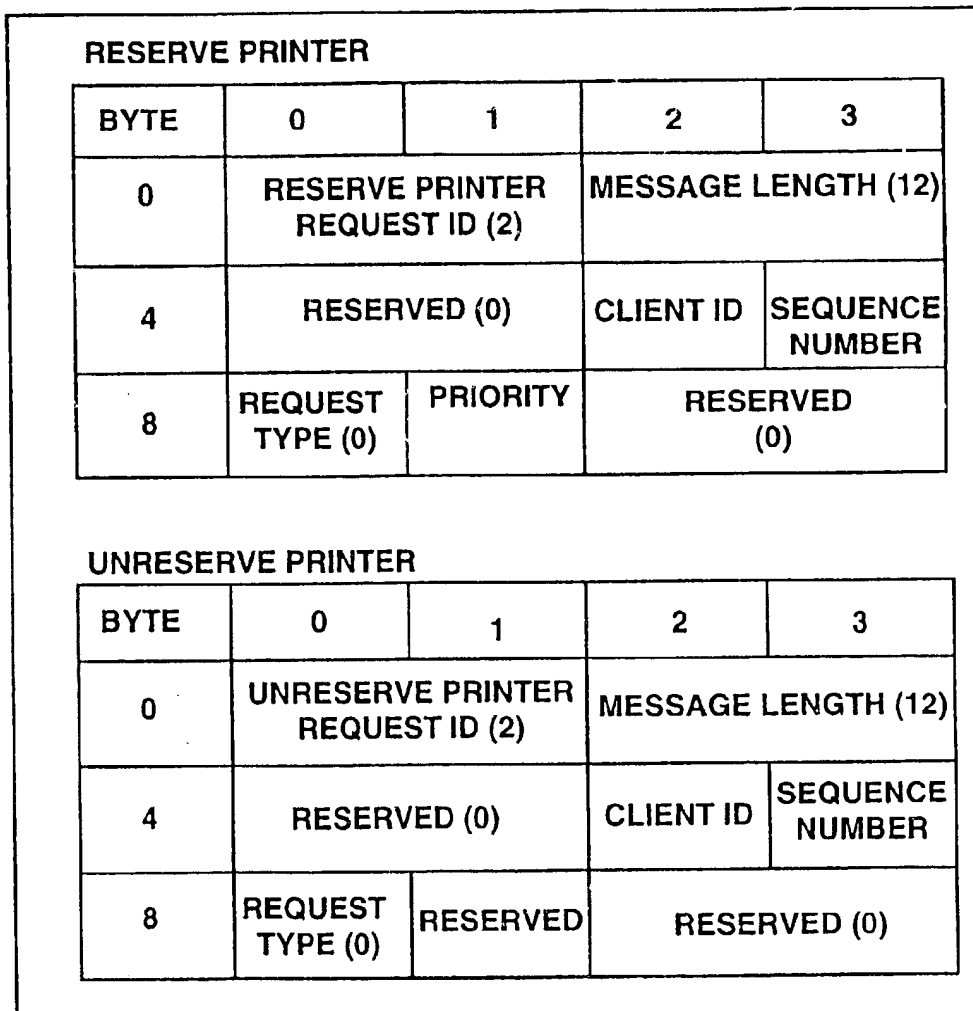 RESERVE PRINTER
BYTE 0 1 2 3
0 RESERVE PRINTER REQUEST ID (2) MESSAGE LENGTH (12)
4 RESERVED (0) CLIENT ID SEQUENCE NUMBER
8 REQUEST TYPE (0) PRIORITY RESERVED (0)
UNRESERVE PRINTER
BYTE 0 1 2 3
0 UNRESERVE PRINTER REQUEST ID (2) MESSAGE LENGTH (12)
4 RESERVED (0) CLIENT ID SEQUENCE NUMBER
8 REQUEST TYPE (0) RESERVED RESERVED (0)